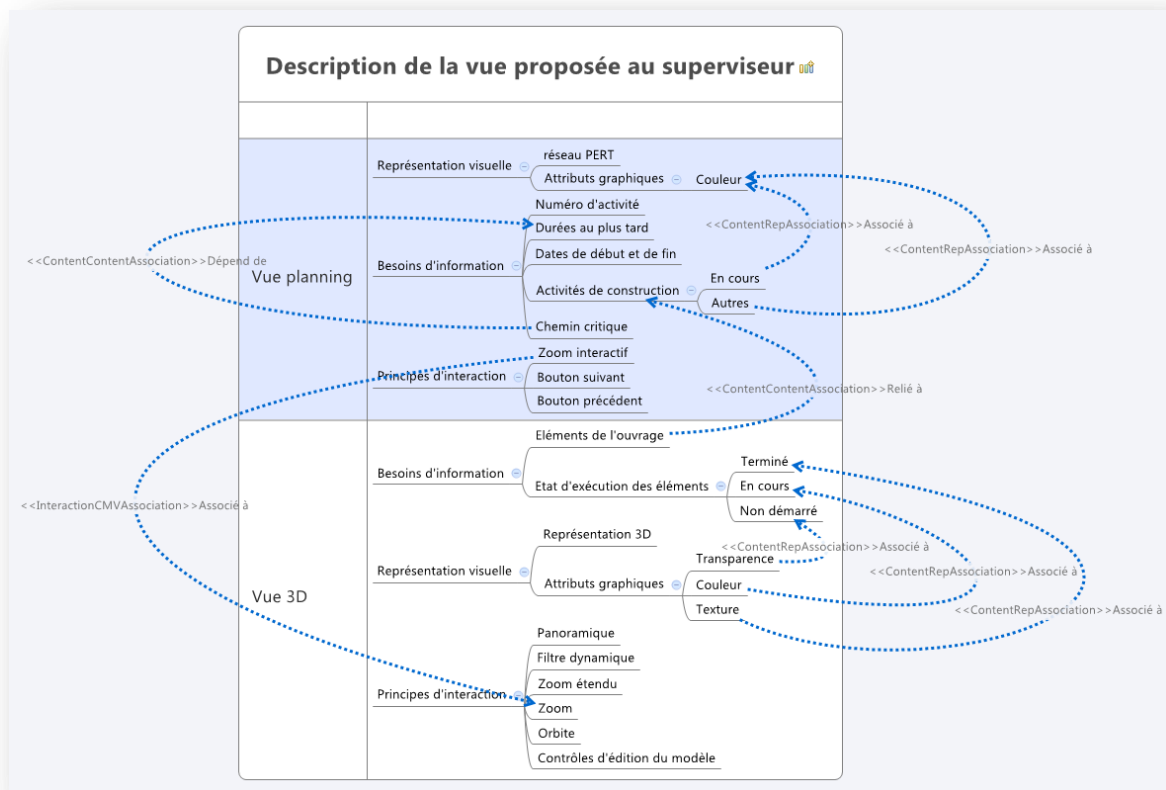 Description de la vue proposée au superviseur
Vue planning
Représentation visuelle
réseau PERT
Attributs graphiques
Couleur
Besoins d'information
Numéro d'activité
Durées au plus tard
Dates de début et de fin
Activités de construction
En cours
Autres
Chemin critique
Principes d'interaction
Zoom interactif
Bouton suivant
Bouton précédent
<<ContentRepAssociation>>Associé à
<<ContentRepAssociation>>Associé à
<<ContentContentAssociation>>Dépend de
<<ContentContentAssociation>>Relié à
Vue 3D
Besoins d'information
Eléments de l'ouvrage
Etat d'exécution des éléments
Terminé
En cours
Non démarré
<<InteractionCMVAssociation>>Associé à
Représentation visuelle
Représentation 3D
Attributs graphiques
Transparence
Couleur
Texture
<<ContentRepAssociation>>Associé à
<<ContentRepAssociation>>Associé à
<<ContentRepAssociation>>Associé à
Principes d'interaction
Panoramique
Filtre dynamique
Zoom étendu
Zoom
Orbite
Contrôles d'édition du modèle